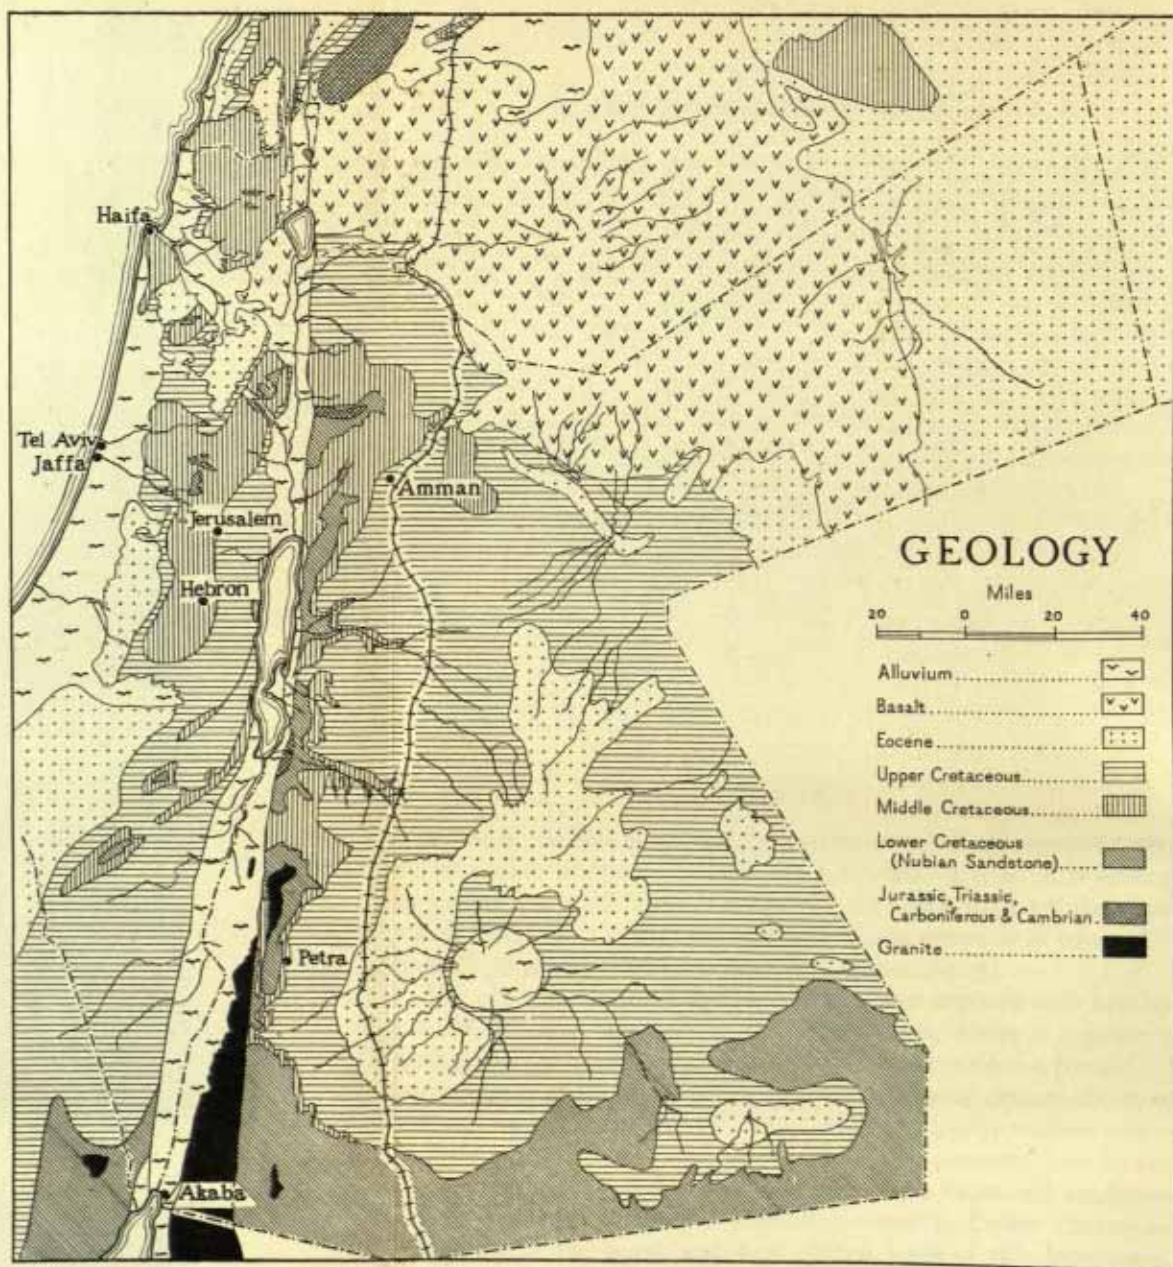 Haifa
Tel Aviv
Jaffa
Amman
Jerusalem
Hebron
GEOLOGY
Miles
20 0 20 40
Alluvium
Basalt
Eocene
Upper Cretaceous
Middle Cretaceous
Lower Cretaceous
(Nubian Sandstone)
Jurassic, Triassic,
Carboniferous & Cambrian
Granite
Petra
Akaba